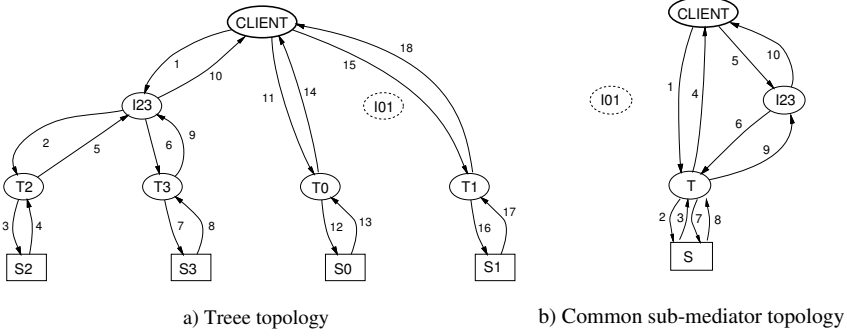 CLIENT
1
10
11
14
15
18
I01
I23
2
5
6
9
T2
T3
T0
T1
3
4
7
8
12
13
16
17
S2
S3
S0
S1
a) Treee topology
CLIENT
5
10
1
4
I01
I23
6
9
T
2
3
7
8
S
b) Common sub-mediator topology